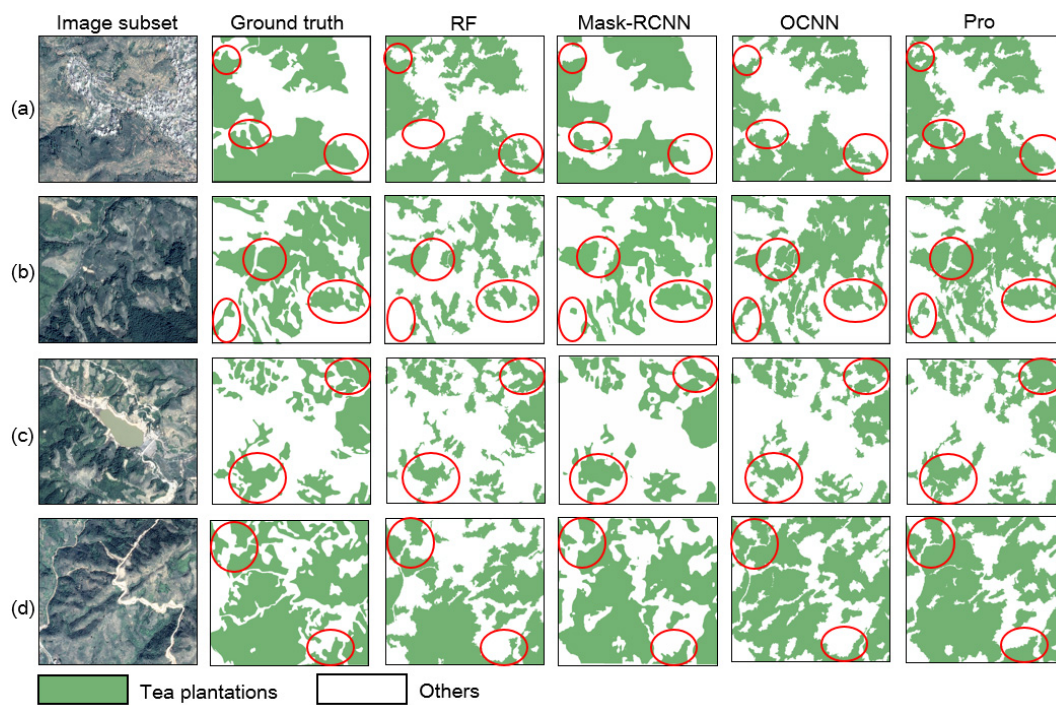 Image subset Ground truth RF Mask-RCNN OCNN Pro
(a)
(b)
(c)
(d)
Tea plantations Others